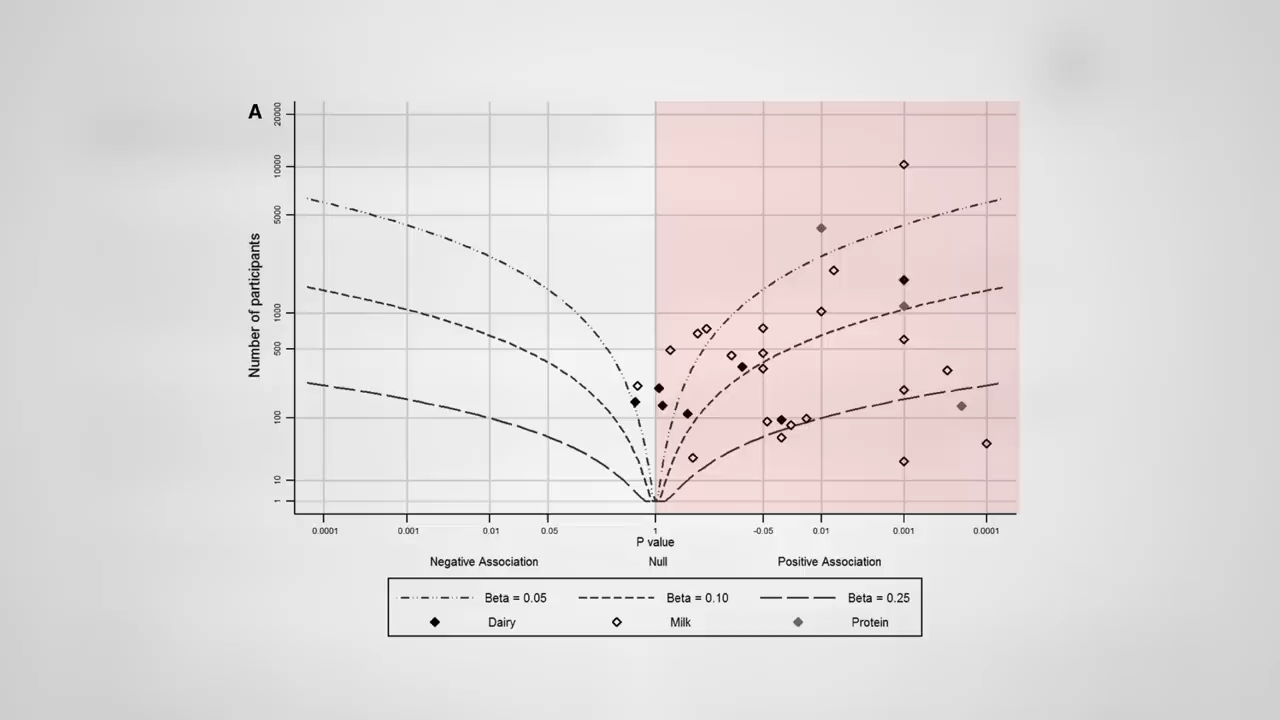 A
20000
10000
5000
1000
500
100
10
1
Number of participants
0.0001 0.001 0.01 0.05 1 -0.05 0.01 0.001 0.0001
P value
Negative Association Null Positive Association
Beta = 0.05 Beta = 0.10 Beta = 0.25
Dairy Milk Protein